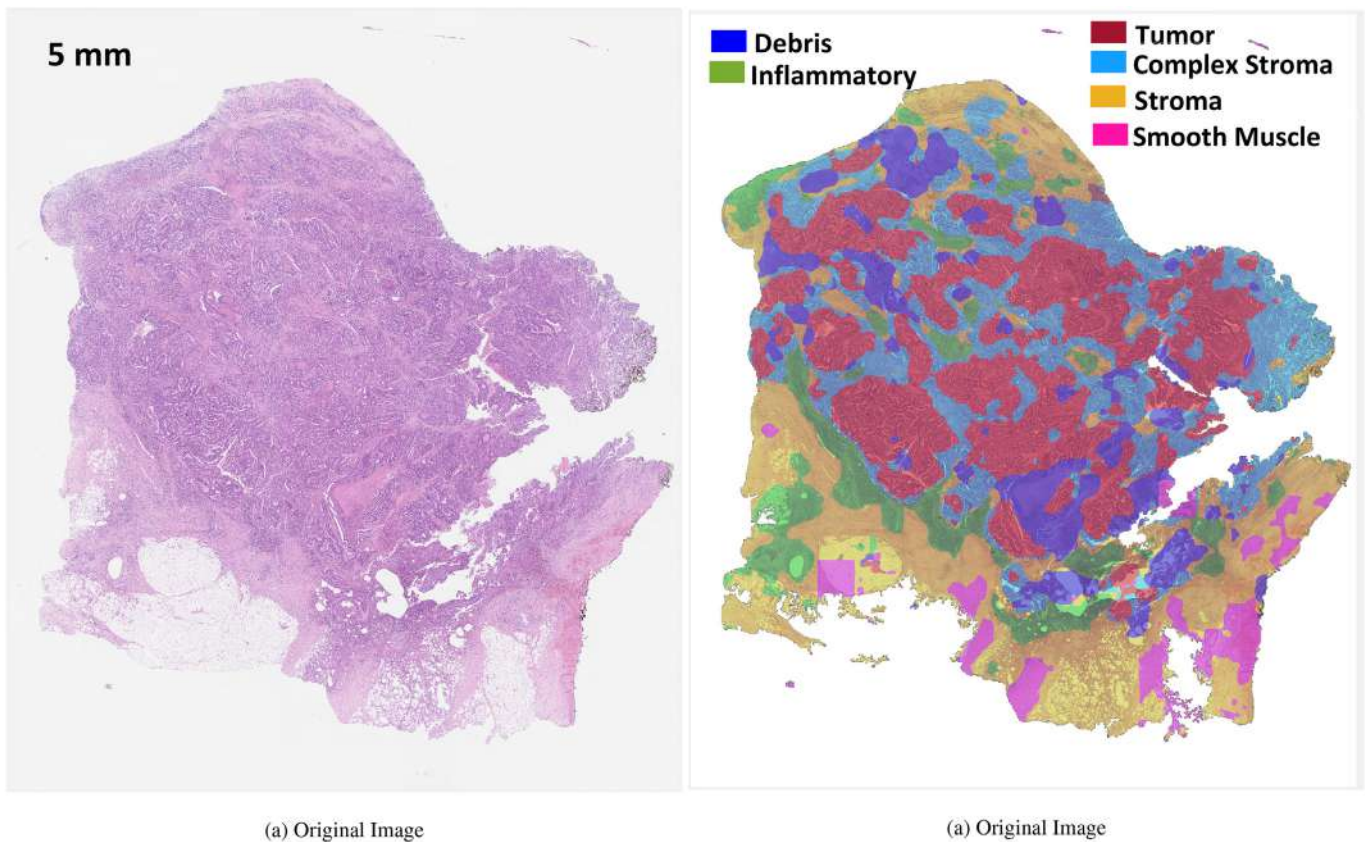 5 mm
Debris
Inflammatory
Tumor
Complex Stroma
Stroma
Smooth Muscle
(a) Original Image
(a) Original Image